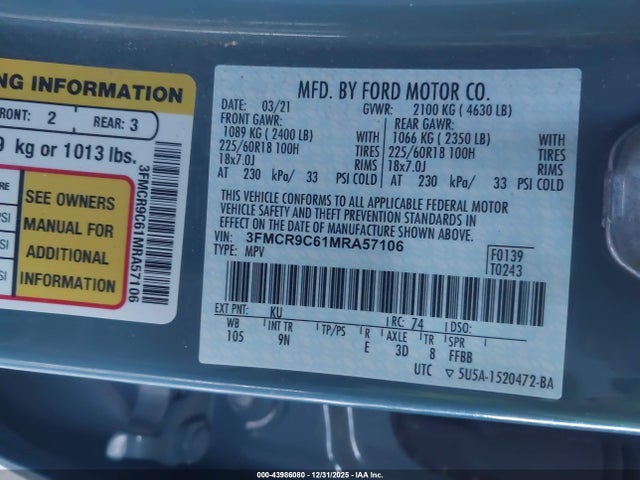 NG INFORMATION
FRONT: 2 REAR: 3
kg or 1013 lbs.
SEE OWNERS
MANUAL FOR
ADDITIONAL
INFORMATION
3FMCR9C61MRA57106
MFD. BY FORD MOTOR CO.
DATE: 03/21 GVWR: 2100 KG ( 4630 LB)
FRONT GAWR: REAR GAWR:
1089 KG ( 2400 LB) WITH 1066 KG ( 2350 LB) WITH
225/60R18 100H TIRES 225/60R18 100H TIRES
18x7.0J RIMS 18x7.0J RIMS
AT 230 kPa/ 33 PSI COLD AT 230 kPa/ 33 PSI COLD
THIS VEHICLE CONFORMS TO ALL APPLICABLE FEDERAL MOTOR
VEHICLE SAFETY AND THEFT PREVENTION STANDARDS IN
EFFECT ON THE DATE OF MANUFACTURE SHOWN ABOVE.
VIN: 3FMCR9C61MRA57106
TYPE: MPV
F0139
T0243
EXT PNT: KU RC: 74 DSO:
WB INT TR TP/PS R AXLE TR SPR
105 9N E 3D 8 FFBB
UTC ▽ 5U5A-1520472-BA
000-43986080 - 12/31/2025 - IAA Inc.